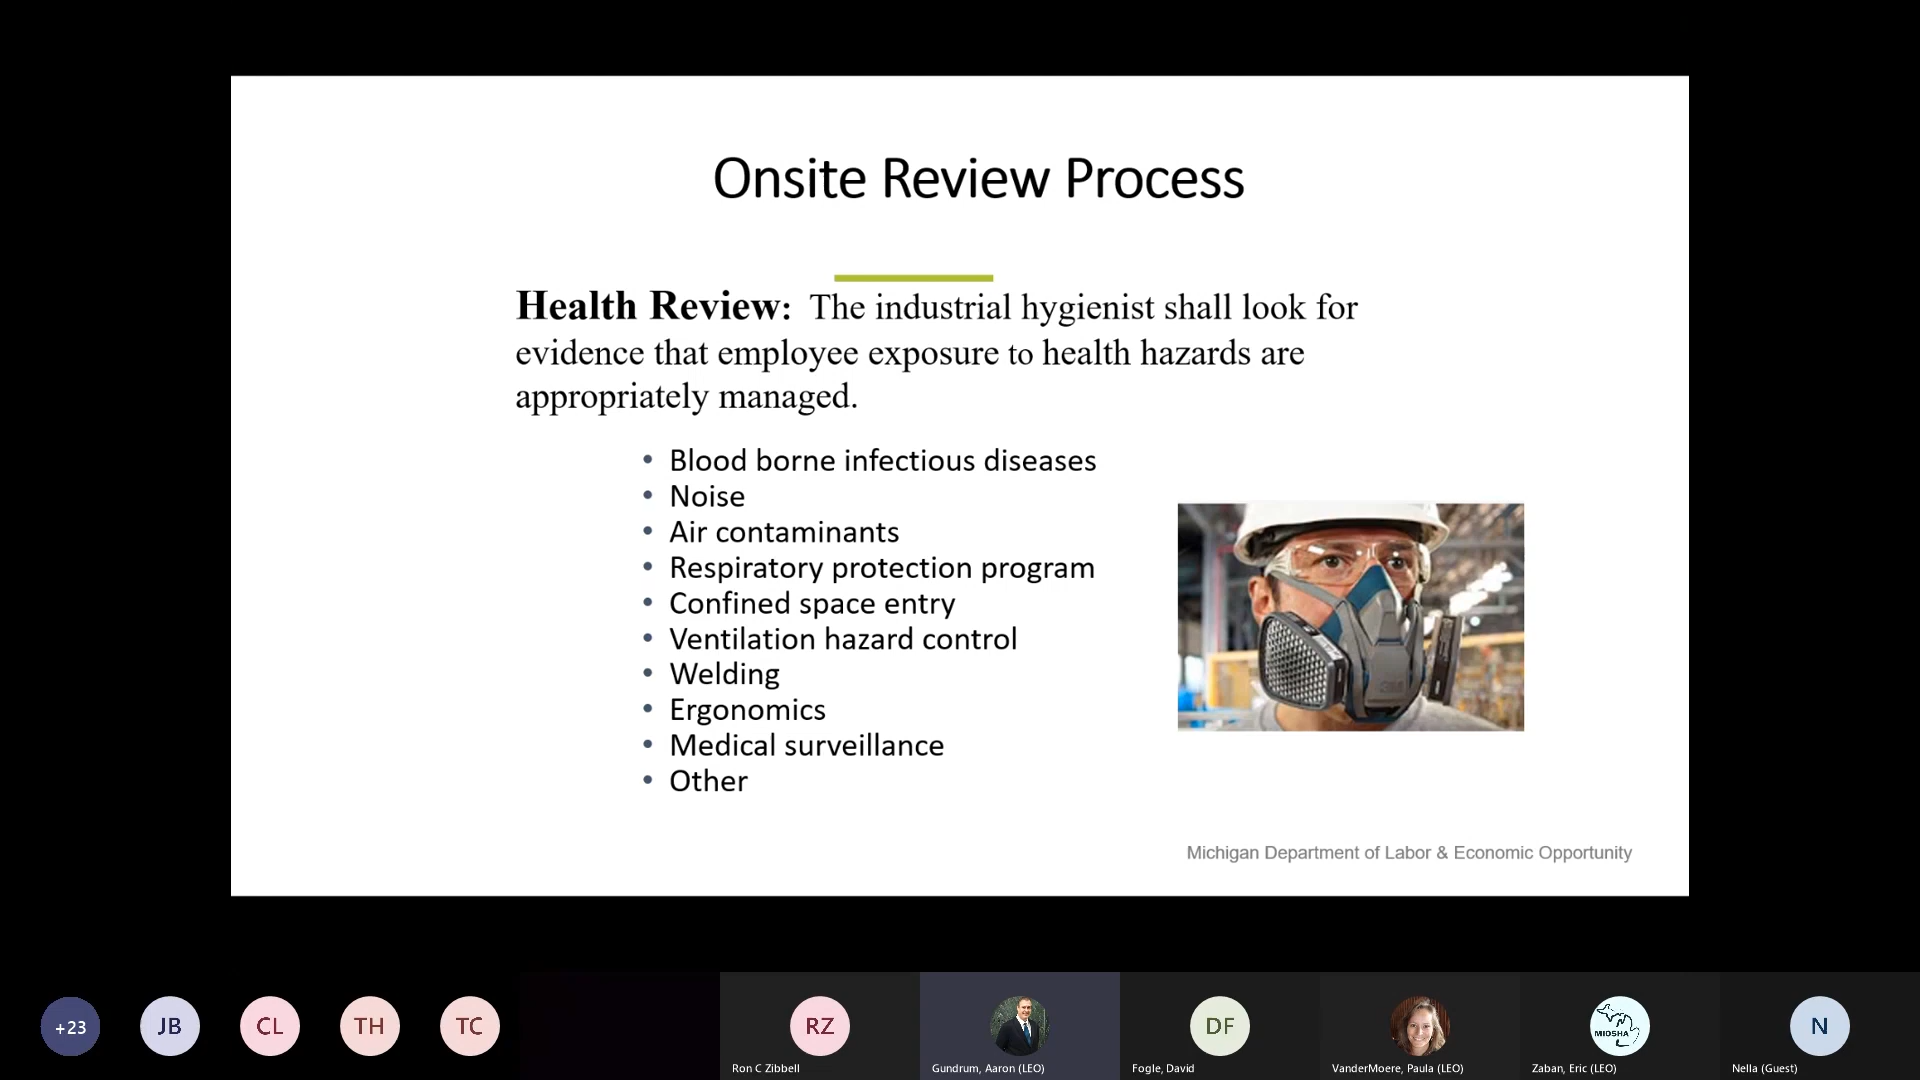 Onsite Review Process
Health Review: The industrial hygienist shall look for
evidence that employee exposure to health hazards are
appropriately managed.
• Blood borne infectious diseases
• Noise
• Air contaminants
• Respiratory protection program
• Confined space entry
• Ventilation hazard control
• Welding
• Ergonomics
• Medical surveillance
• Other
3M
Michigan Department of Labor & Economic Opportunity
+23
JB
CL
TH
TC
RZ
DF
MIOSHA
N
Ron C Zibbell
Gundrum, Aaron (LEO)
Fogle, David
VanderMoere, Paula (LEO)
Zaban, Eric (LEO)
Nella (Guest)